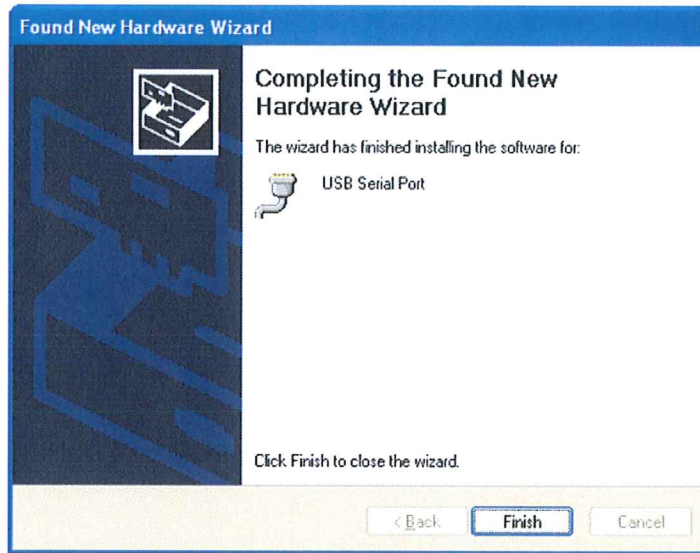 Found New Hardware Wizard
Completing the Found New
Hardware Wizard
The wizard has finished installing the software for:
USB Serial Port
Click Finish to close the wizard.
< Back
Finish
Cancel